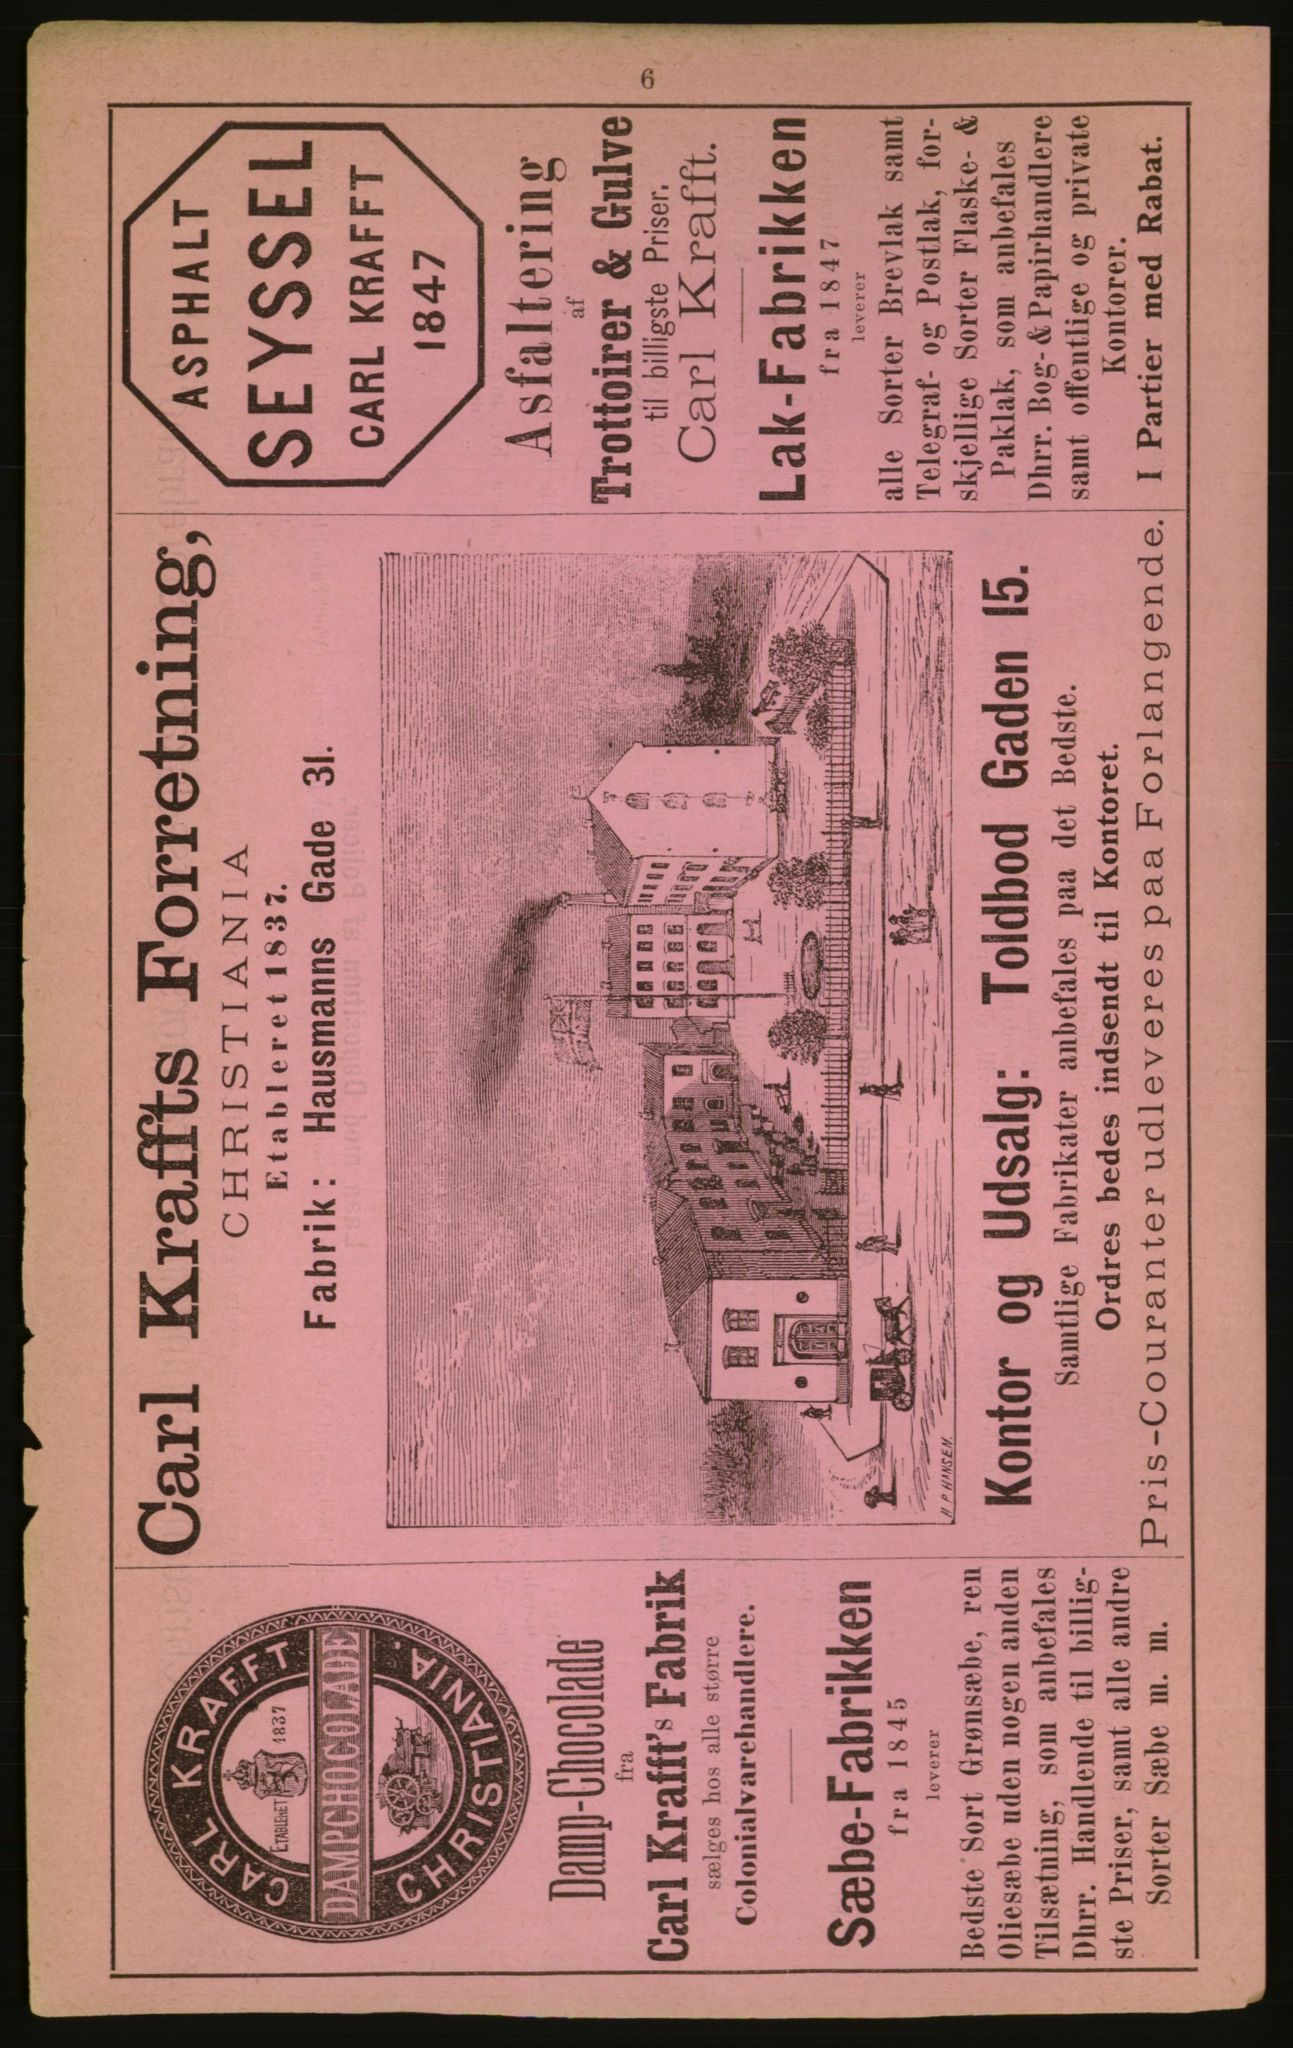 6
CARL KRAFFT
ETABLERET 1837
DAMPCHOCOLADE
CHRISTIANIA.
Damp-Chocolade
fra
Carl Krafft's Fabrik
sælges hos alle større
Colonialvarehandlere.
Sæbe-Fabrikken
fra 1845
leverer
Bedste Sort Grønsæbe, ren
Oliesæbe uden nogen anden
Tilsætning, som anbefales
Dhrr. Handlende til billig-
ste Priser, samt alle andre
Sorter Sæbe m. m.
Carl Kraffts Forretning,
CHRISTIANIA
Etableret 1837.
Fabrik: Hausmanns Gade 31.
H. P. HANSEN.
Kontor og Udsalg: Toldbod Gaden 15.
Samtlige Fabrikater anbefales paa det Bedste.
Ordres bedes indsendt til Kontoret.
Pris-Couranter udleveres paa Forlangende.
ASPHALT
SEYSSEL
CARL KRAFFT
1847
Asfaltering
af
Trottoirer & Gulve
til billigste Priser.
Carl Krafft.
Lak-Fabrikken
fra 1847
leverer
alle Sorter Brevlak samt
Telegraf- og Postlak, for-
skjellige Sorter Flaske- &
Paklak, som anbefales
Dhrr. Bog- & Papirhandlere
samt offentlige og private
Kontorer.
I Partier med Rabat.